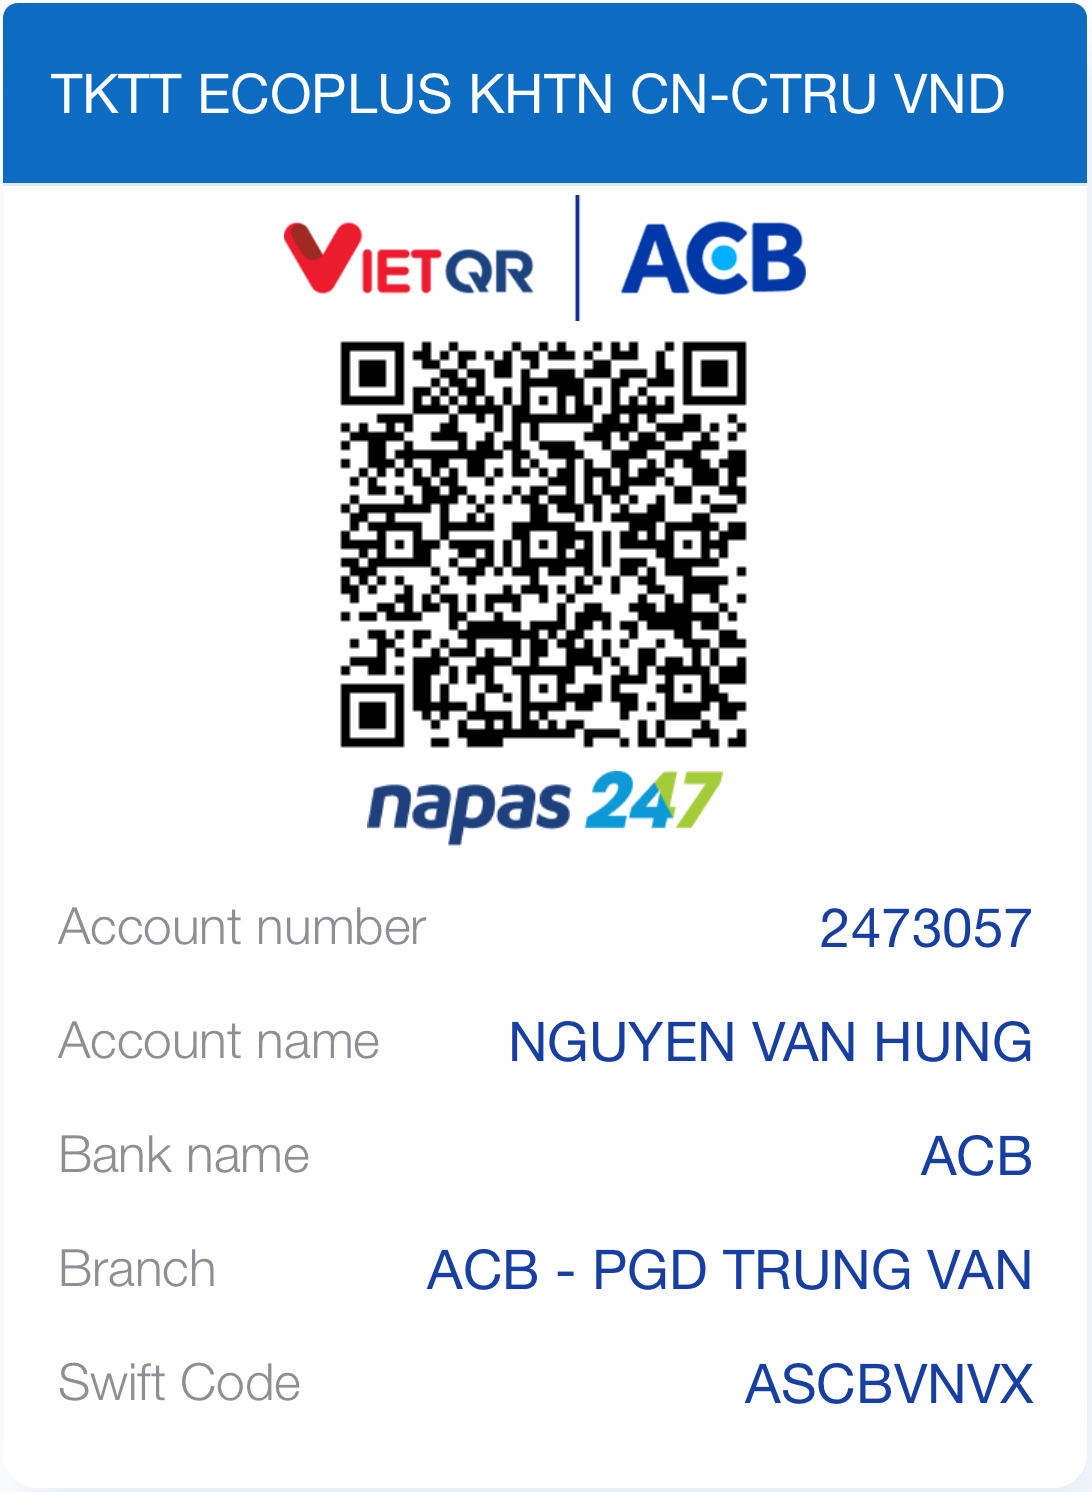 TKTT ECOPLUS KHTN CN-CTRU VND
VIETQR ACB
napas 247
Account number 2473057
Account name NGUYEN VAN HUNG
Bank name ACB
Branch ACB - PGD TRUNG VAN
Swift Code ASCBVNVX